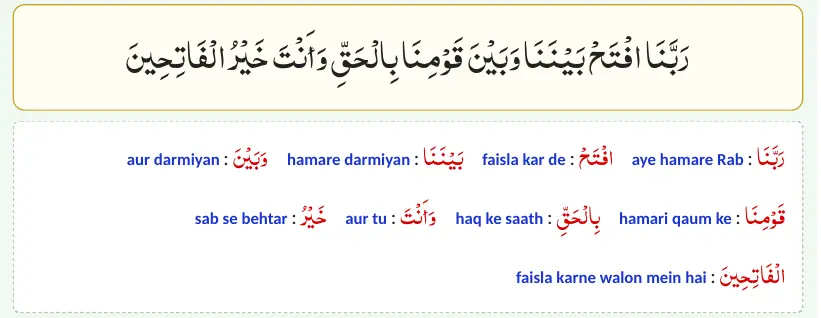 رَبَّنَا افْتَحْ بَيْنَنَا وَبَيْنَ قَوْمِنَا بِالْحَقِّ وَأَنْتَ خَيْرُ الْفَاتِحِينَ
رَبَّنَا : aye hamare Rab افْتَحْ : faisla kar de بَيْنَنَا : hamare darmiyan وَبَيْنَ : aur darmiyan
قَوْمِنَا : hamari qaum ke بِالْحَقِّ : haq ke saath وَأَنْتَ : aur tu خَيْرُ : sab se behtar
الْفَاتِحِينَ : faisla karne walon mein hai